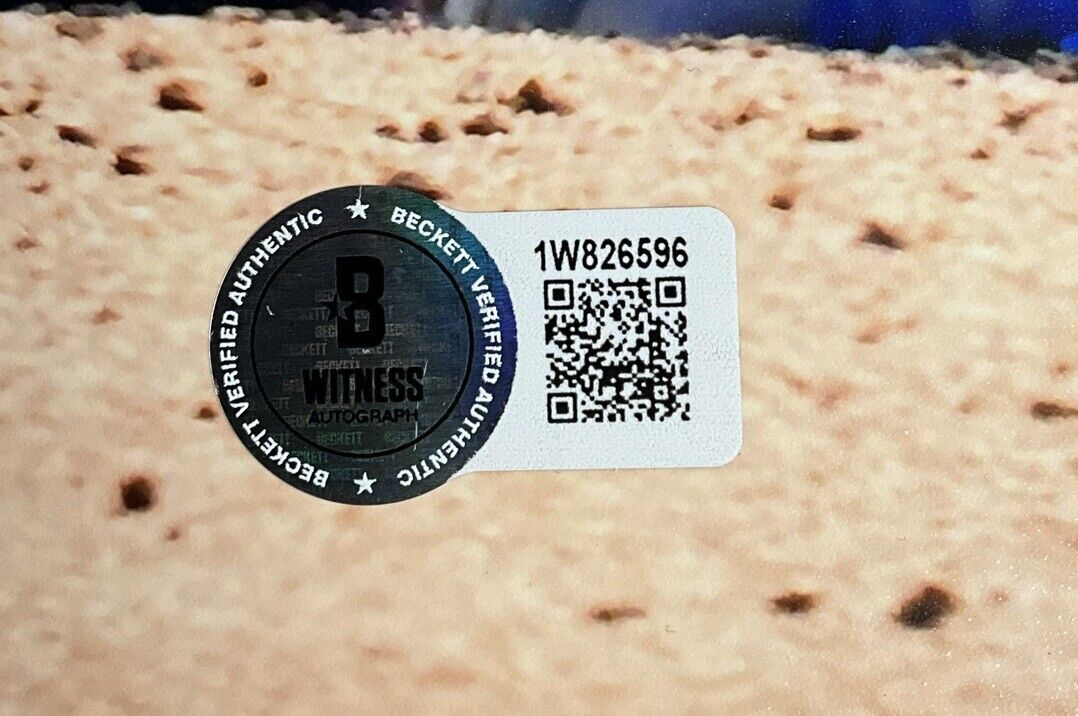 BECKETT VERIFIED AUTHENTIC ★ BECKETT VERIFIED AUTHENTIC ★
B
WITNESS
AUTOGRAPH
1W826596